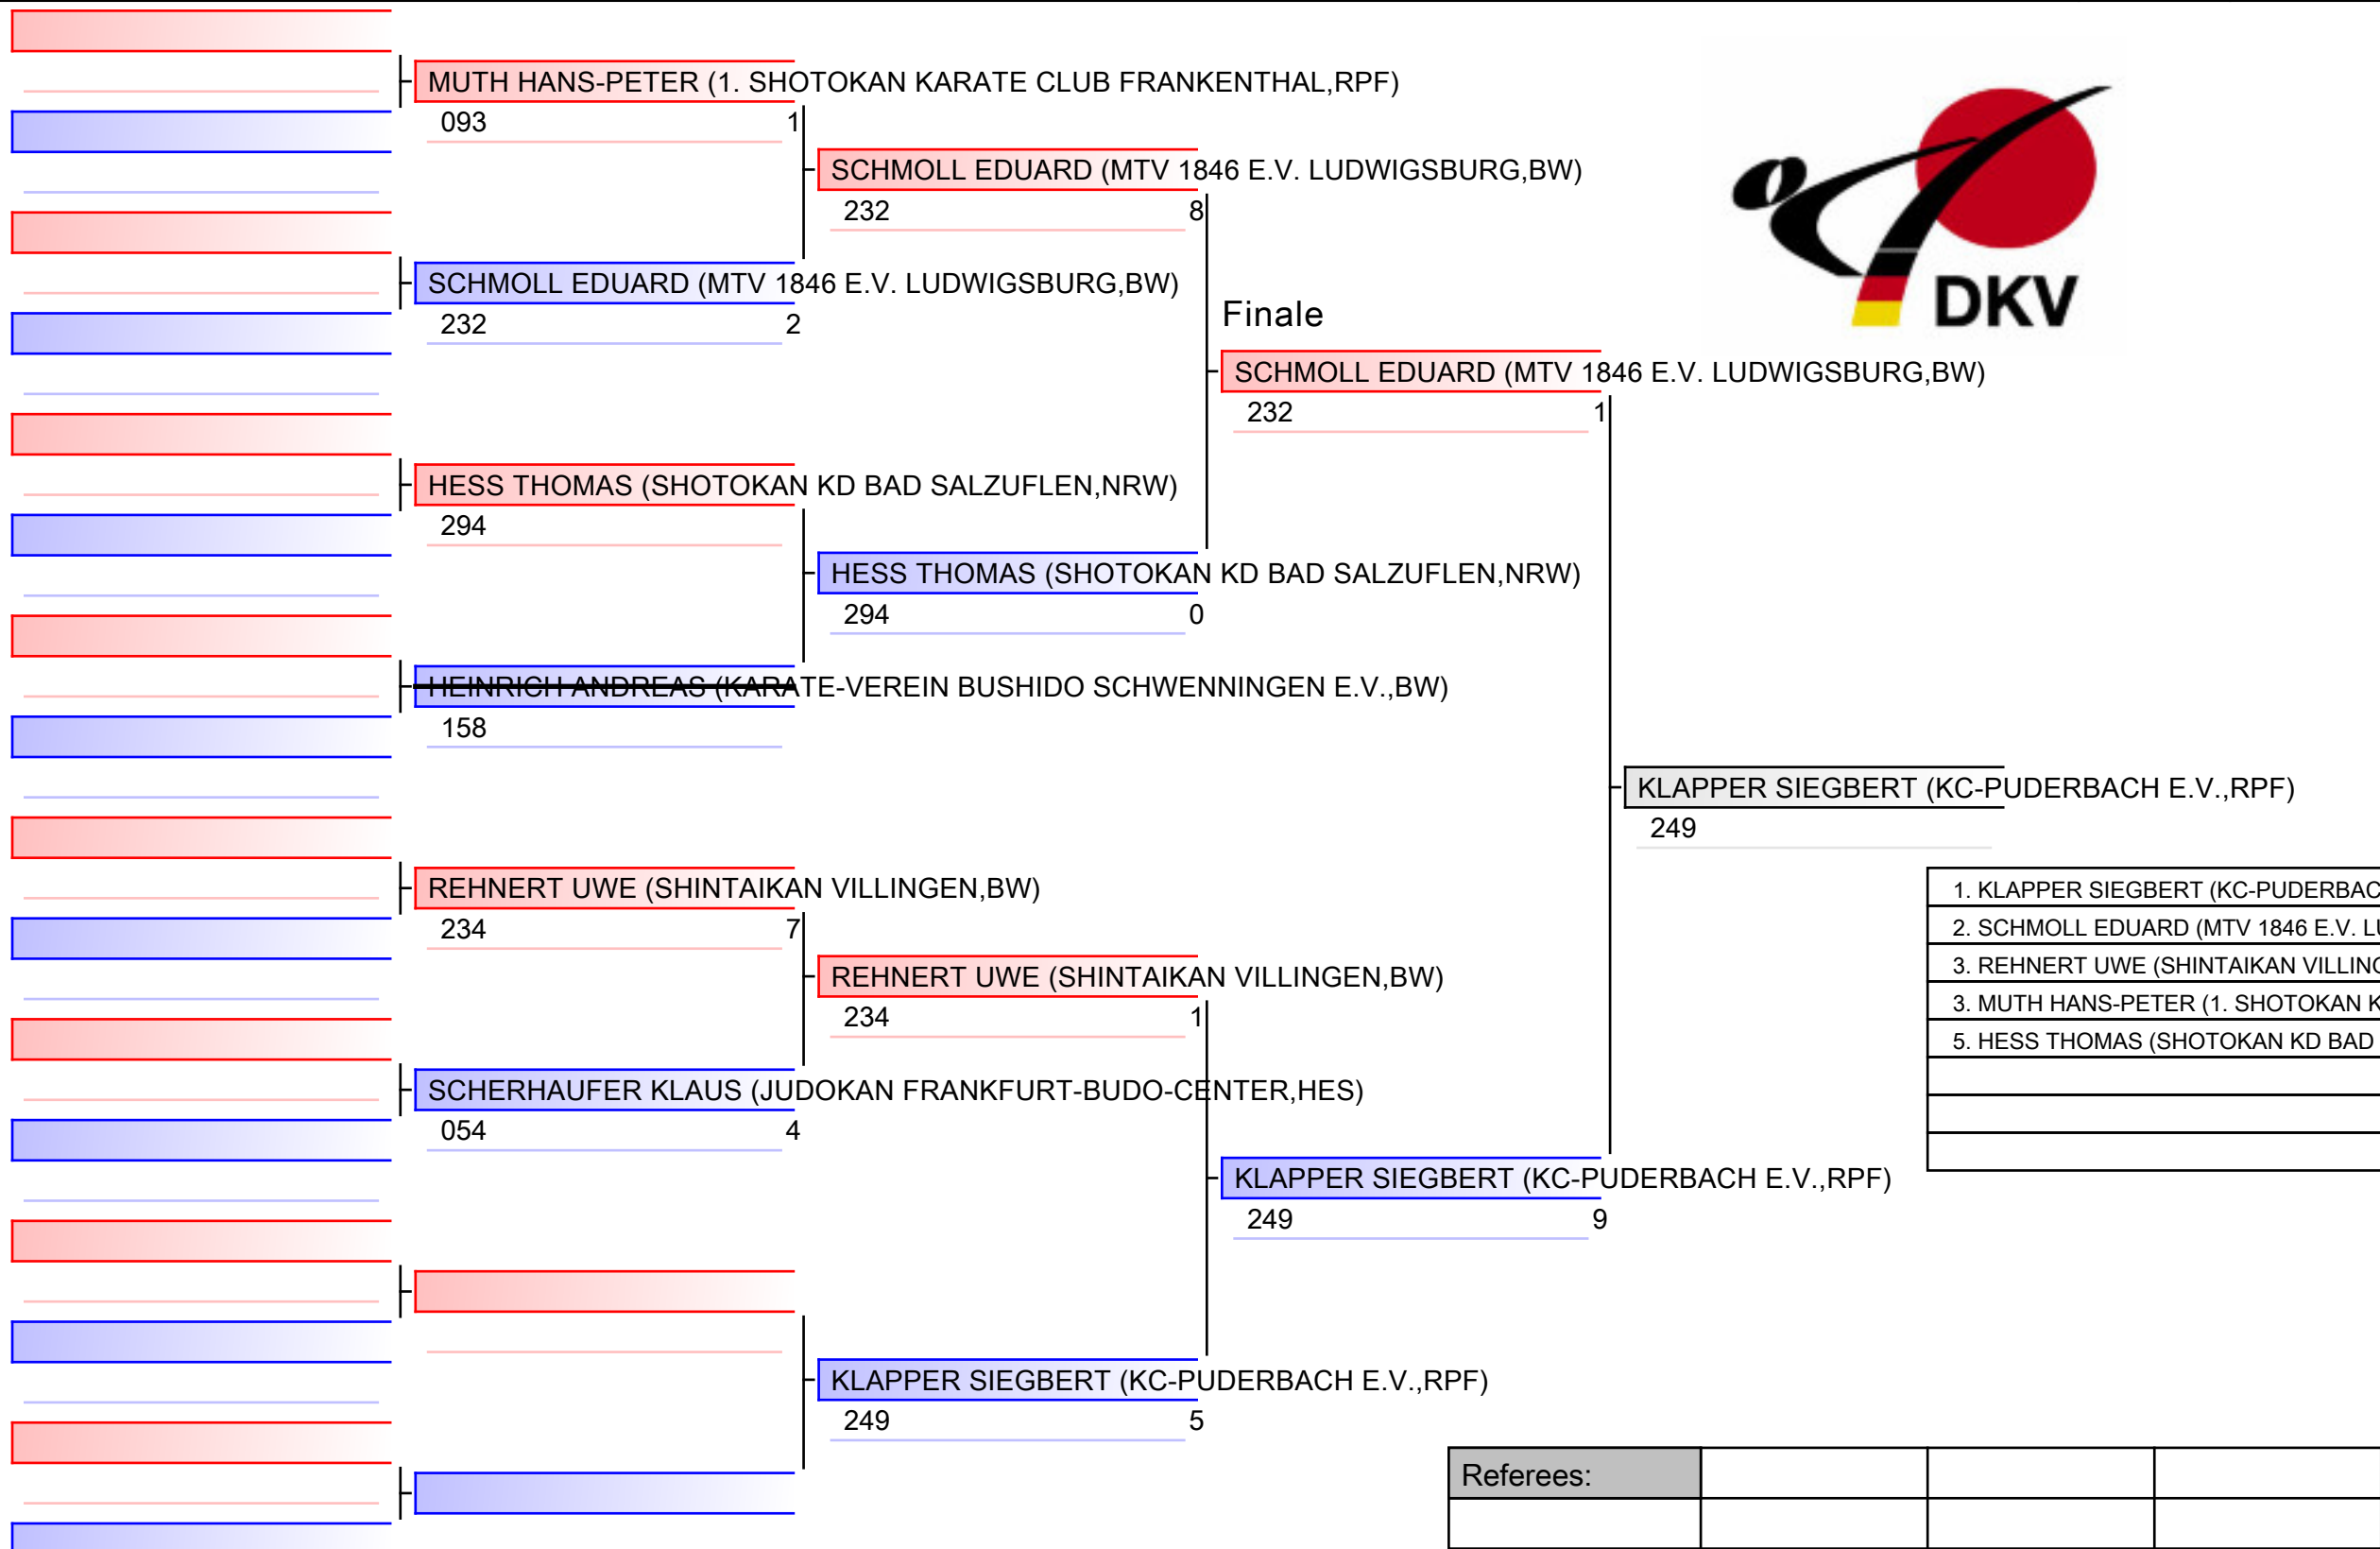 MUTH HANS-PETER (1. SHOTOKAN KARATE CLUB FRANKENTHAL,RPF)
093 1
SCHMOLL EDUARD (MTV 1846 E.V. LUDWIGSBURG,BW)
232 8
SCHMOLL EDUARD (MTV 1846 E.V. LUDWIGSBURG,BW)
232 2
DKV
Finale
SCHMOLL EDUARD (MTV 1846 E.V. LUDWIGSBURG,BW)
232 1
HESS THOMAS (SHOTOKAN KD BAD SALZUFLEN,NRW)
294
HESS THOMAS (SHOTOKAN KD BAD SALZUFLEN,NRW)
294 0
HEINRICH ANDREAS (KARATE-VEREIN BUSHIDO SCHWENNINGEN E.V.,BW)
158
KLAPPER SIEGBERT (KC-PUDERBACH E.V.,RPF)
249
REHNERT UWE (SHINTAIKAN VILLINGEN,BW)
234 7
REHNERT UWE (SHINTAIKAN VILLINGEN,BW)
234 1
SCHERHAUFER KLAUS (JUDOKAN FRANKFURT-BUDO-CENTER,HES)
054 4
KLAPPER SIEGBERT (KC-PUDERBACH E.V.,RPF)
249 9
KLAPPER SIEGBERT (KC-PUDERBACH E.V.,RPF)
249 5
1. KLAPPER SIEGBERT (KC-PUDERBAC
2. SCHMOLL EDUARD (MTV 1846 E.V. LU
3. REHNERT UWE (SHINTAIKAN VILLING
3. MUTH HANS-PETER (1. SHOTOKAN K
5. HESS THOMAS (SHOTOKAN KD BAD
Referees: